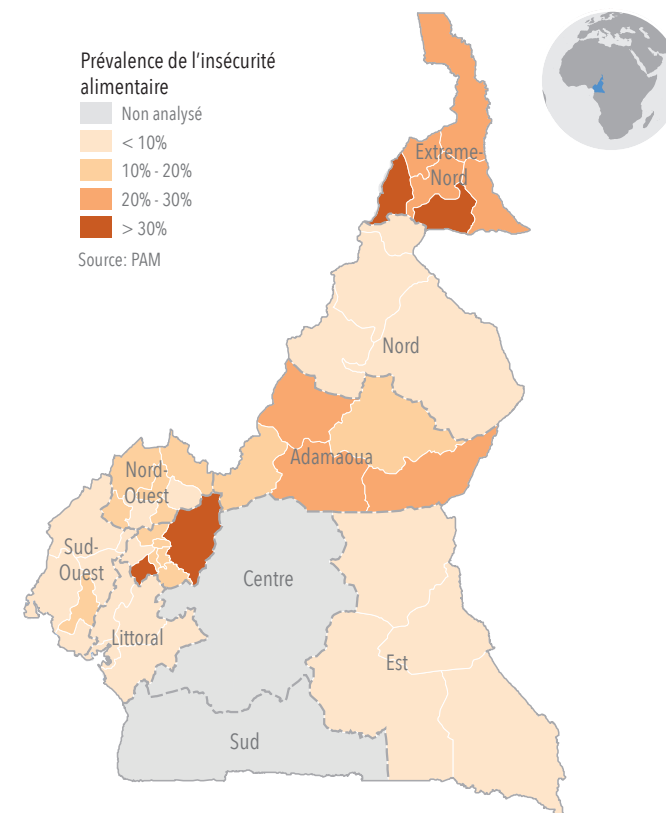 Prévalence de l'insécurité
alimentaire
Non analysé
< 10%
10% - 20%
20% - 30%
> 30%
Source: PAM
Extreme-
Nord
Nord
Adamaoua
Nord-
Ouest
Sud-
Ouest
Centre
Littoral
Est
Sud